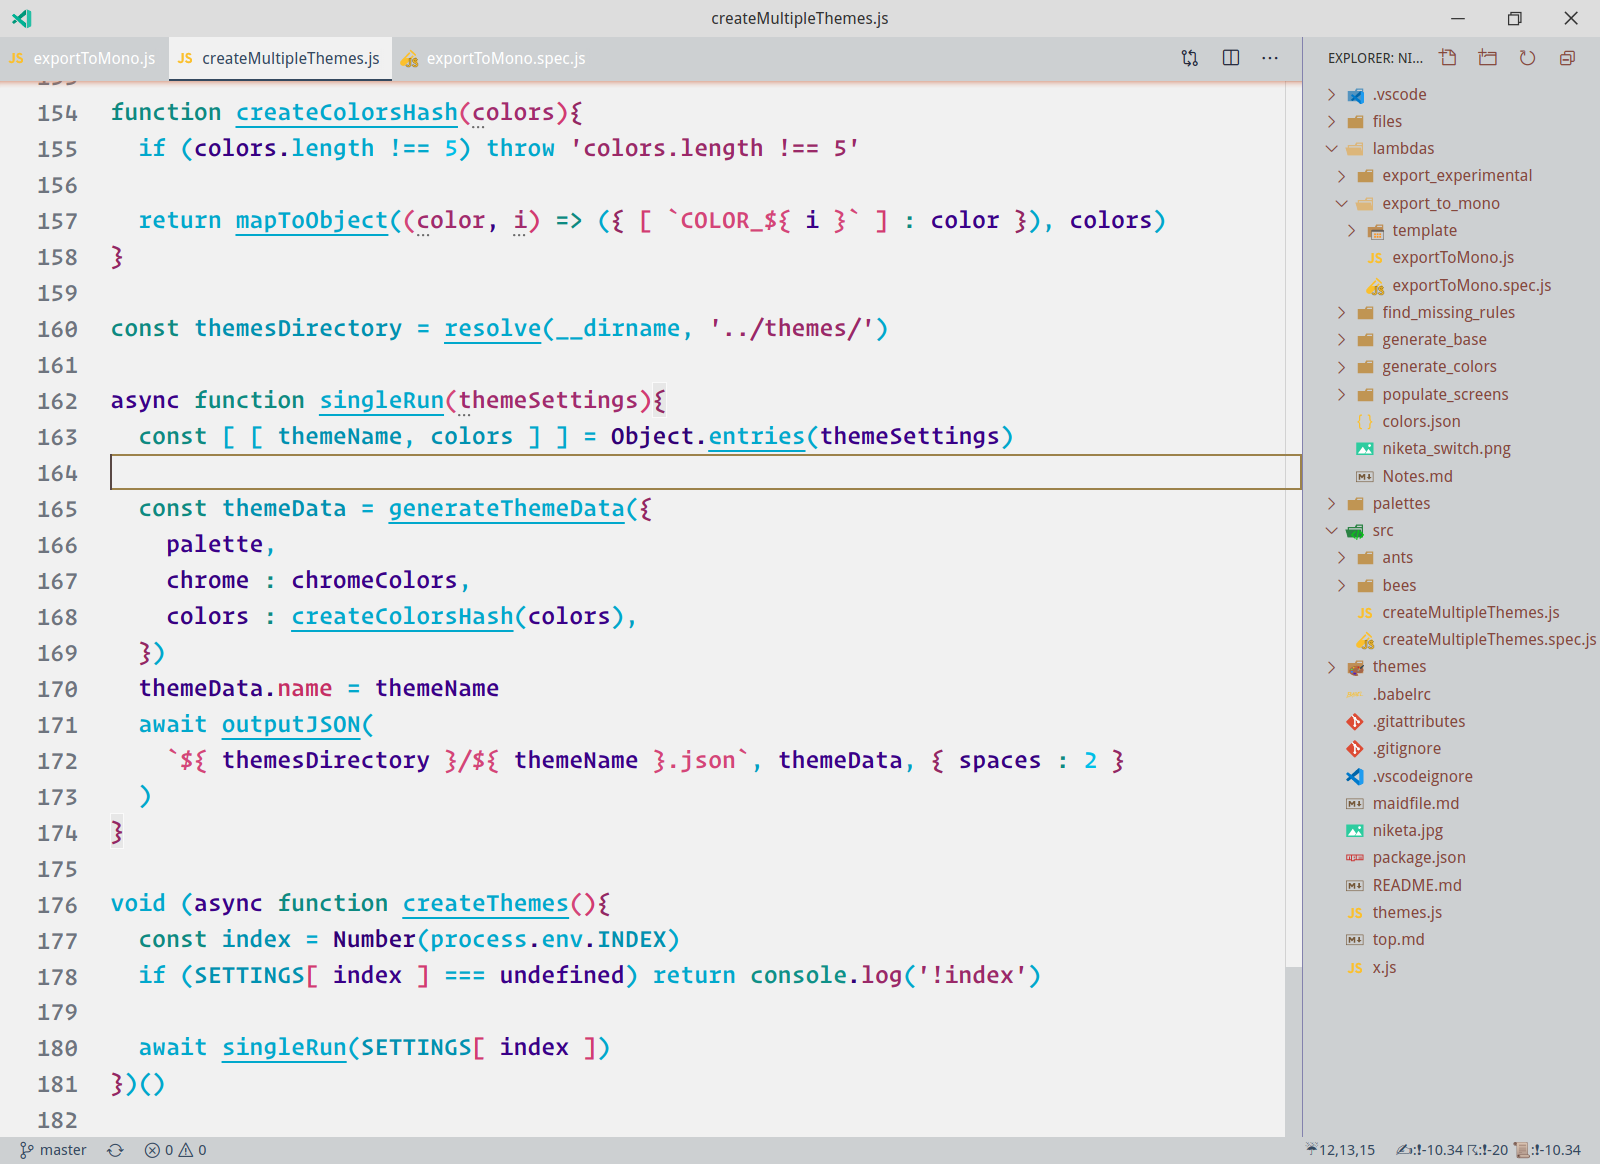 createMultipleThemes.js
JS exportToMono.js
JS createMultipleThemes.js
JS exportToMono.spec.js
154 function createColorsHash(colors){
155 if (colors.length !== 5) throw 'colors.length !== 5'
156
157 return mapToObject((color, i) => ({ [ `COLOR_${ i }` ] : color }), colors)
158 }
159
160 const themesDirectory = resolve(__dirname, '../themes/')
161
162 async function singleRun(themeSettings){
163 const [ [ themeName, colors ] ] = Object.entries(themeSettings)
164
165 const themeData = generateThemeData({
166 palette,
167 chrome : chromeColors,
168 colors : createColorsHash(colors),
169 })
170 themeData.name = themeName
171 await outputJSON(
172 `${ themesDirectory }/${ themeName }.json`, themeData, { spaces : 2 }
173 )
174 }
175
176 void (async function createThemes(){
177 const index = Number(process.env.INDEX)
178 if (SETTINGS[ index ] === undefined) return console.log('!index')
179
180 await singleRun(SETTINGS[ index ])
181 })()
182
EXPLORER: NI...
.vscode
files
lambdas
export_experimental
export_to_mono
template
JS exportToMono.js
JS exportToMono.spec.js
find_missing_rules
generate_base
generate_colors
populate_screens
{ } colors.json
niketa_switch.png
M↓ Notes.md
palettes
src
ants
bees
JS createMultipleThemes.js
JS createMultipleThemes.spec.js
themes
.babelrc
.gitattributes
.gitignore
.vscodeignore
M↓ maidfile.md
niketa.jpg
package.json
M↓ README.md
JS themes.js
M↓ top.md
JS x.js
master
0
0
☔12,13,15
✍:!-10.34 ☈:!-20 📜:!-10.34